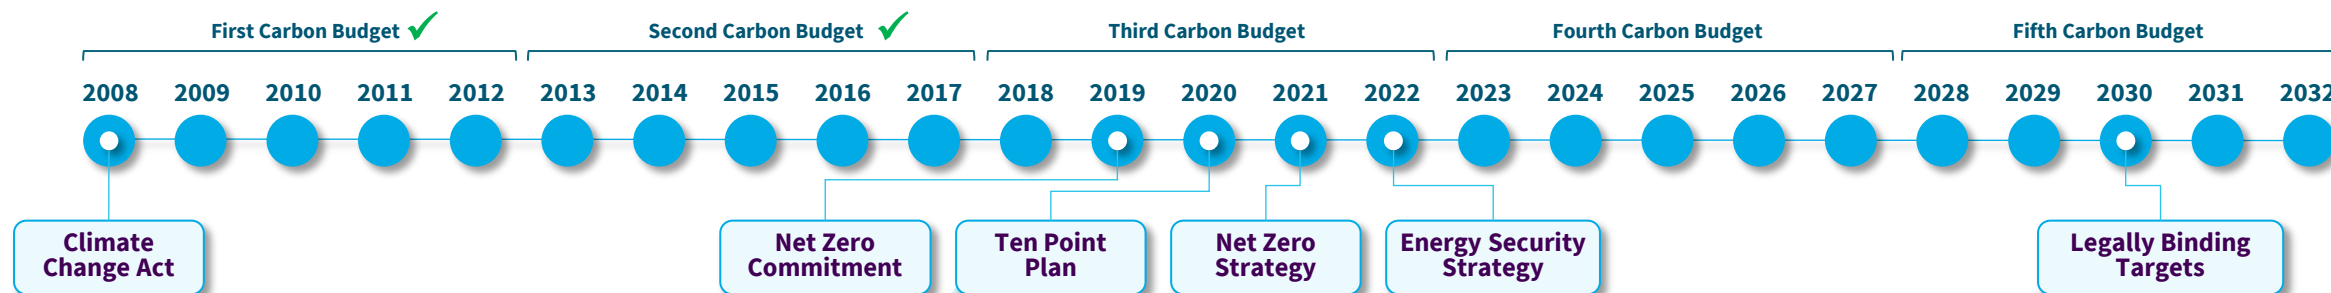 First Carbon Budget
Second Carbon Budget
Third Carbon Budget
Fourth Carbon Budget
Fifth Carbon Budget
2008 2009 2010 2011 2012 2013 2014 2015 2016 2017 2018 2019 2020 2021 2022 2023 2024 2025 2026 2027 2028 2029 2030 2031 2032
Climate
Change Act
Net Zero
Commitment
Ten Point
Plan
Net Zero
Strategy
Energy Security
Strategy
Legally Binding
Targets